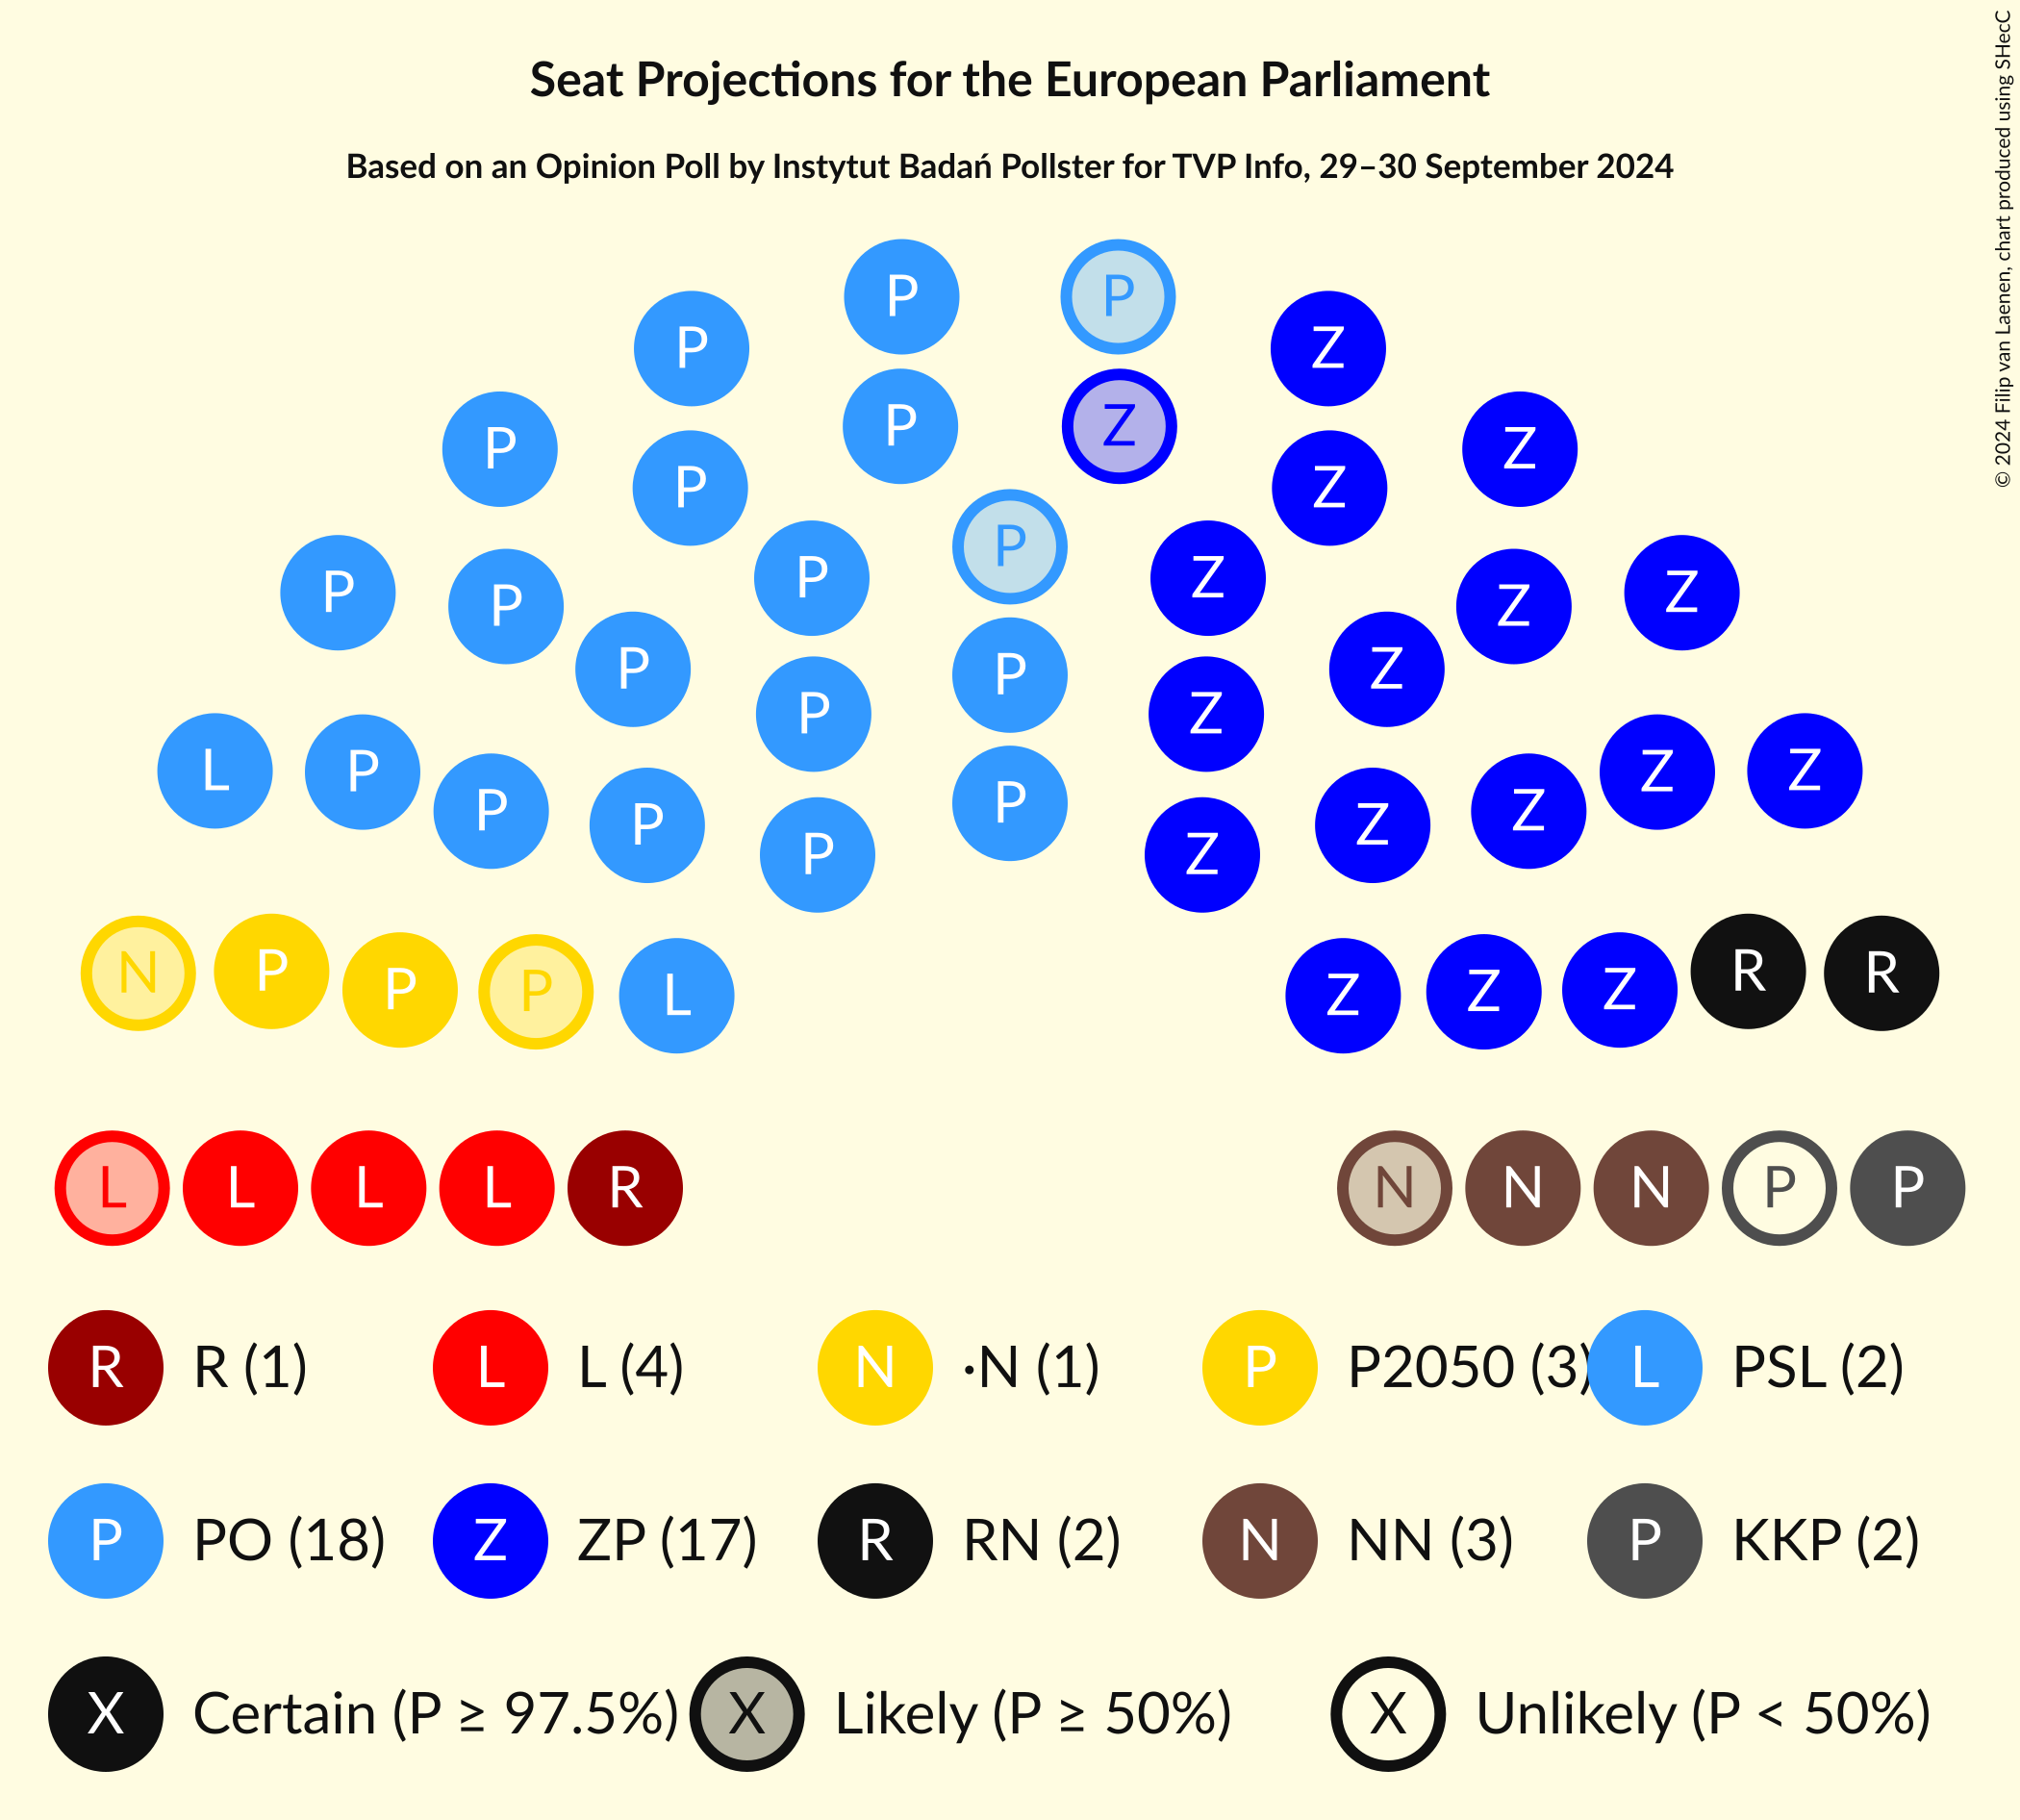 Seat Projections for the European Parliament
Based on an Opinion Poll by Instytut Badań Pollster for TVP Info, 29–30 September 2024
© 2024 Filip van Laenen, chart produced using SHecC
P P
P Z
P Z
P Z
P Z
P
P P Z
P P Z Z
P Z
P
P Z
L P Z Z
P P Z Z
P
P Z
N P P P L Z Z Z R R
L L L L R N N N P P
R R (1) L L (4) N ·N (1) P P2050 (3) L PSL (2)
P PO (18) Z ZP (17) R RN (2) N NN (3) P KKP (2)
X Certain (P ≥ 97.5%) X Likely (P ≥ 50%) X Unlikely (P < 50%)